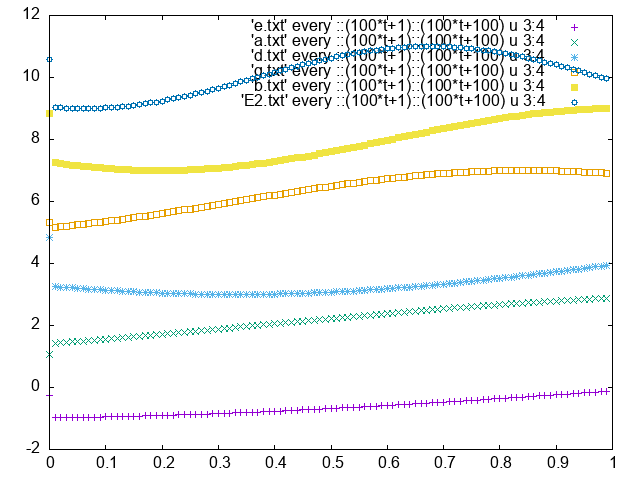 12
10
8
6
4
2
0
-2
'e.txt' every ::(100*t+1)::(100*t+100) u 3:4
'a.txt' every ::(100*t+1)::(100*t+100) u 3:4
'd.txt' every ::(100*t+1)::(100*t+100) u 3:4
'g.txt' every ::(100*t+1)::(100*t+100) u 3:4
'b.txt' every ::(100*t+1)::(100*t+100) u 3:4
'E2.txt' every ::(100*t+1)::(100*t+100) u 3:4
0 0.1 0.2 0.3 0.4 0.5 0.6 0.7 0.8 0.9 1